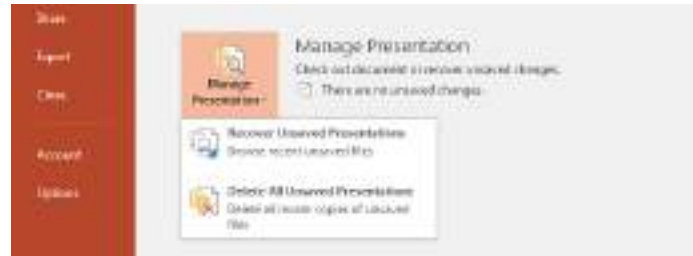 Share
Export
Close
Account
Options
Manage
Presentation
Manage Presentation
Check out document or recover unsaved changes.
There are no unsaved changes.
Recover Unsaved Presentations
Browse recent unsaved files
Delete All Unsaved Presentations
Delete all recent copies of unsaved
files